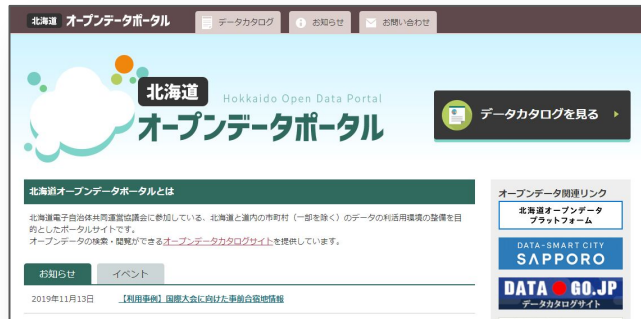 北海道 オープンデータポータル
データカタログ
お知らせ
お問い合わせ
北海道
Hokkaido Open Data Portal
オープンデータポータル
データカタログを見る
北海道オープンデータポータルとは
北海道電子自治体共同運営協議会に参加している、北海道と道内の市町村（一部を除く）のデータの利活用環境の整備を目
的としたポータルサイトです。
オープンデータの検索・閲覧ができるオープンデータカタログサイトを提供しています。
お知らせ
イベント
2019年11月13日 【利用事例】国際大会に向けた事前合宿地情報
オープンデータ関連リンク
北海道オープンデータ
プラットフォーム
DATA-SMART CITY
SAPPORO
DATA GO.JP
データカタログサイト